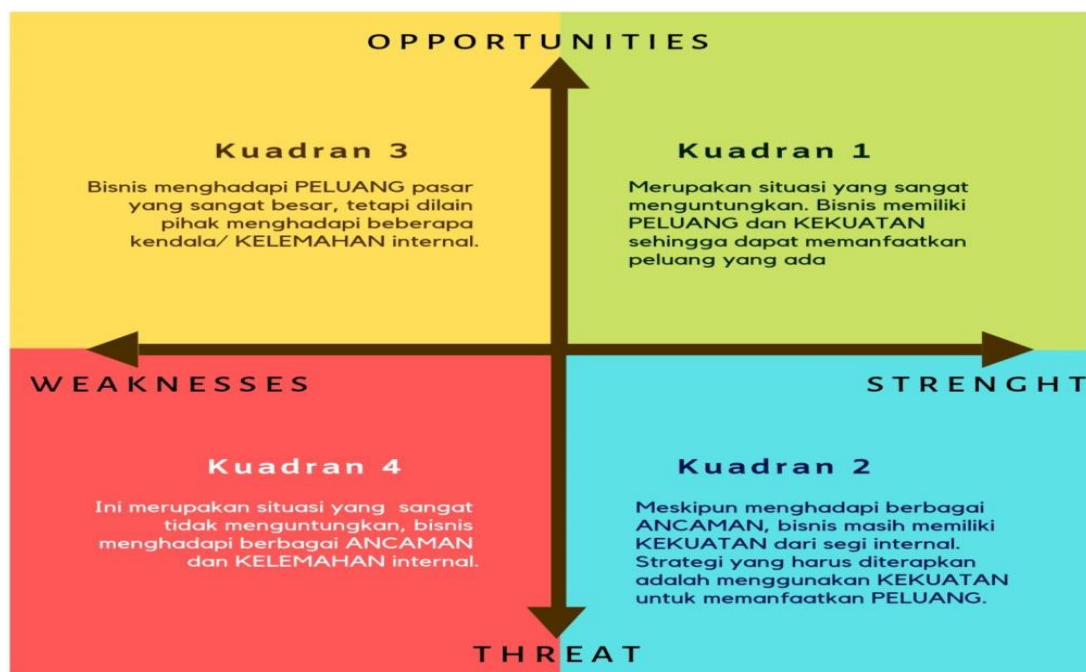 OPPORTUNITIES
Kuadran 3
Bisnis menghadapi PELUANG pasar
yang sangat besar, tetapi dilain
pihak menghadapi beberapa
kendala/ KELEMAHAN internal.
Kuadran 1
Merupakan situasi yang sangat
menguntungkan. Bisnis memiliki
PELUANG dan KEKUATAN
sehingga dapat memanfaatkan
peluang yang ada
WEAKNESSES
STRENGHT
Kuadran 4
Ini merupakan situasi yang sangat
tidak menguntungkan, bisnis
menghadapi berbagai ANCAMAN
dan KELEMAHAN internal.
Kuadran 2
Meskipun menghadapi berbagai
ANCAMAN, bisnis masih memiliki
KEKUATAN dari segi internal.
Strategi yang harus diterapkan
adalah menggunakan KEKUATAN
untuk memanfaatkan PELUANG.
THREAT